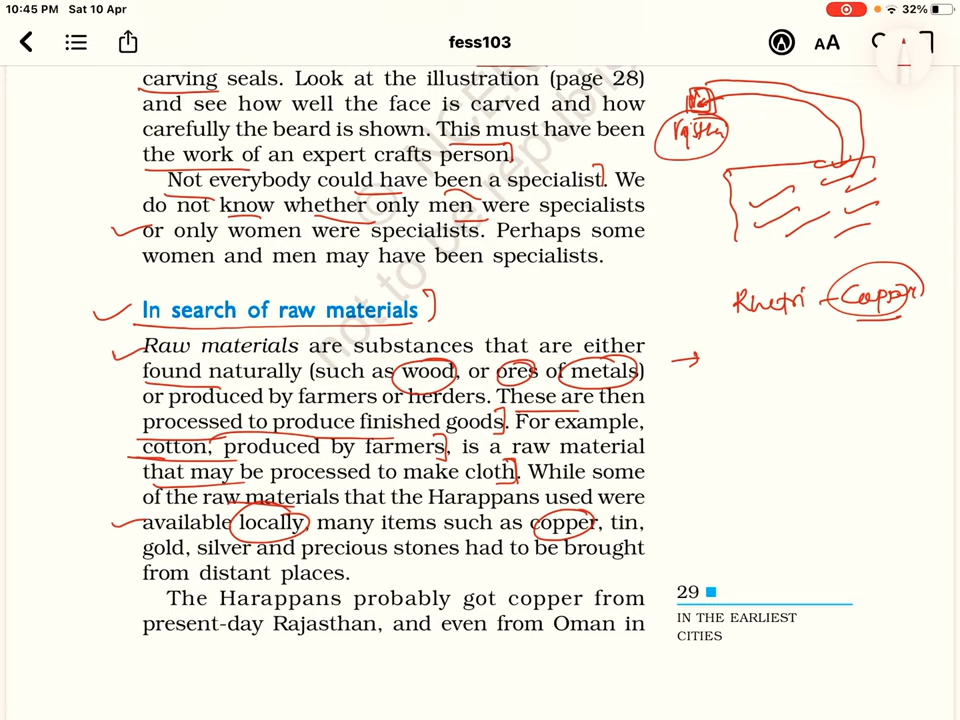 10:45 PM Sat 10 Apr
32%
fess103
AA
carving seals. Look at the illustration (page 28)
and see how well the face is carved and how
carefully the beard is shown. This must have been
the work of an expert crafts person.
Not everybody could have been a specialist. We
do not know whether only men were specialists
or only women were specialists. Perhaps some
women and men may have been specialists.
In search of raw materials
Raw materials are substances that are either
found naturally (such as wood, or ores of metals)
or produced by farmers or herders. These are then
processed to produce finished goods. For example,
cotton, produced by farmers, is a raw material
that may be processed to make cloth. While some
of the raw materials that the Harappans used were
available locally, many items such as copper, tin,
gold, silver and precious stones had to be brought
from distant places.
The Harappans probably got copper from
present-day Rajasthan, and even from Oman in
Khetri - Copper
29
IN THE EARLIEST
CITIES
© NCERT
not to be republis